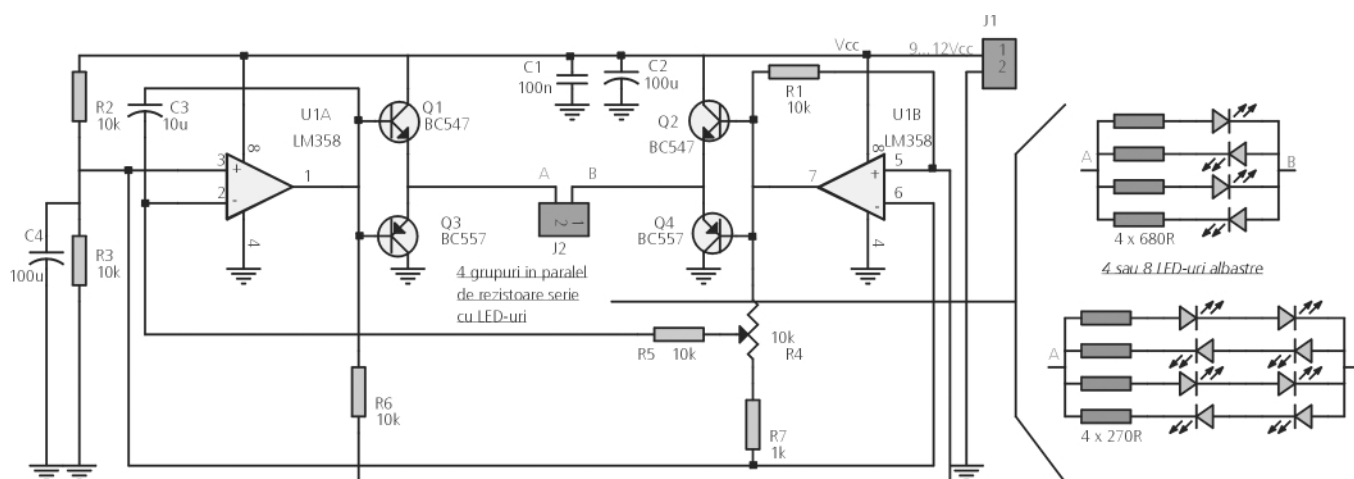 J1
Vcc
9...12Vcc
1
2
C1
100n
C2
100u
R2
10k
C3
10u
U1A
LM358
Q1
BC547
Q2
BC547
R1
10k
U1B
LM358
8
3
+
2
-
1
4
A
B
7
8
5
+
6
-
4
Q3
BC557
1
2
J2
Q4
BC557
C4
100u
R3
10k
4 grupuri in paralel
de rezistoare serie
cu LED-uri
R5
10k
10k
R4
R6
10k
R7
1k
A
B
4 x 680R
4 sau 8 LED-uri albastre
A
4 x 270R